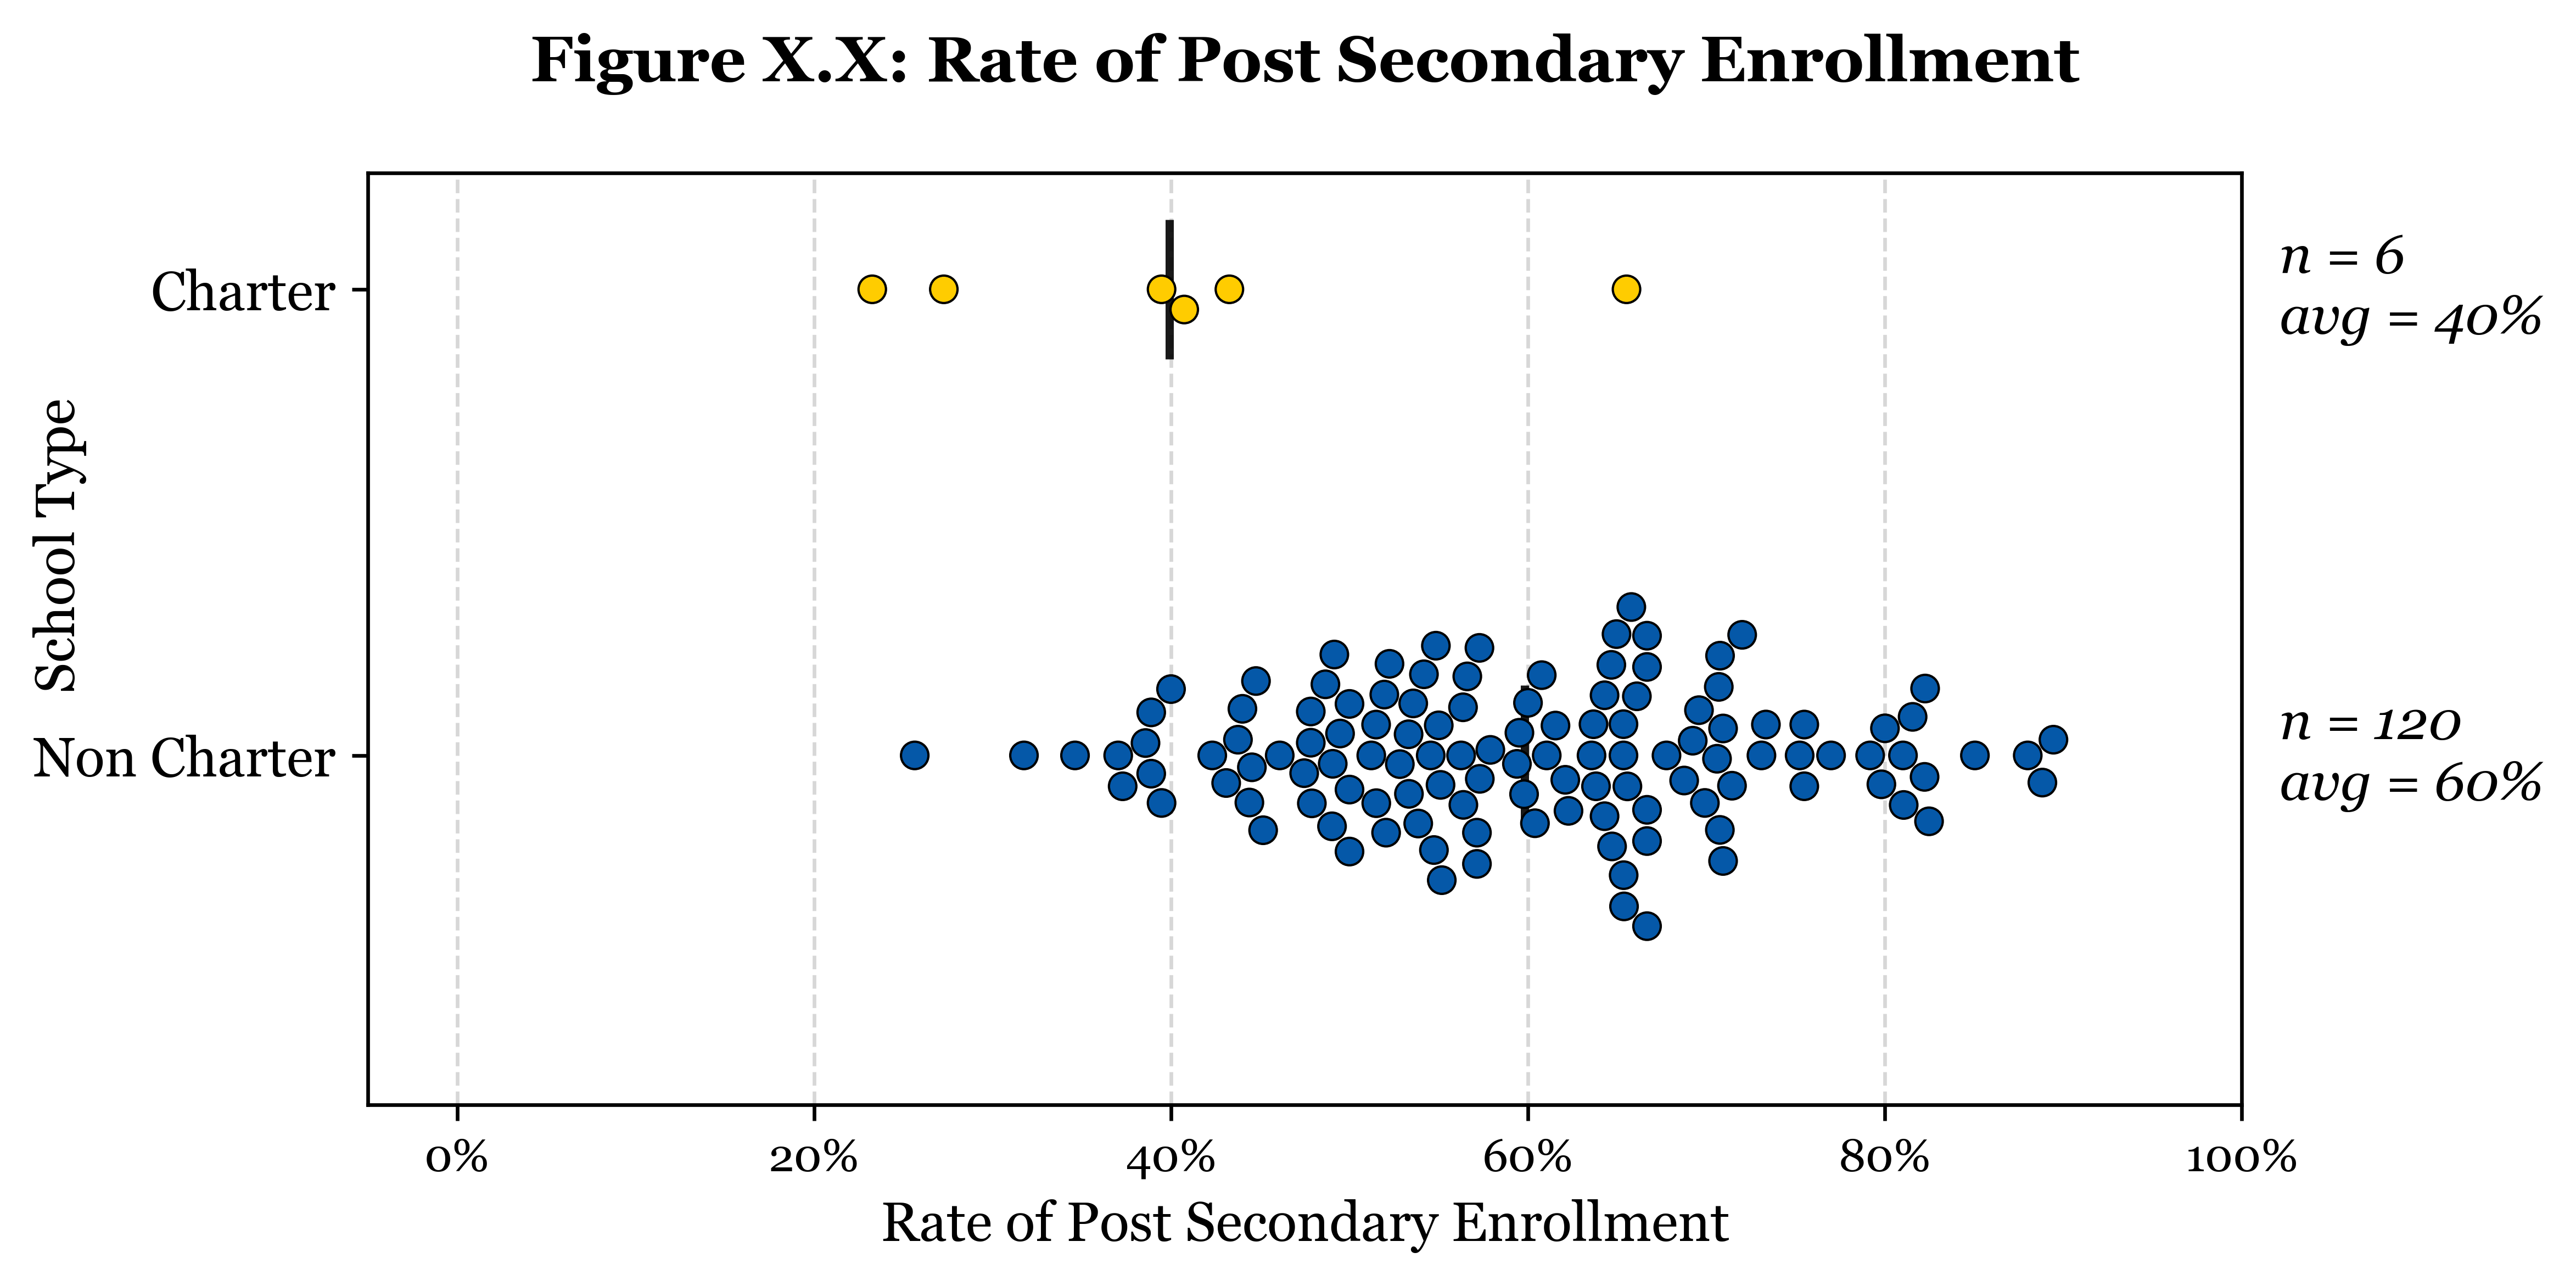 Figure X.X: Rate of Post Secondary Enrollment
School Type
Charter
n = 6
avg = 40%
Non Charter
n = 120
avg = 60%
0% 20% 40% 60% 80% 100%
Rate of Post Secondary Enrollment